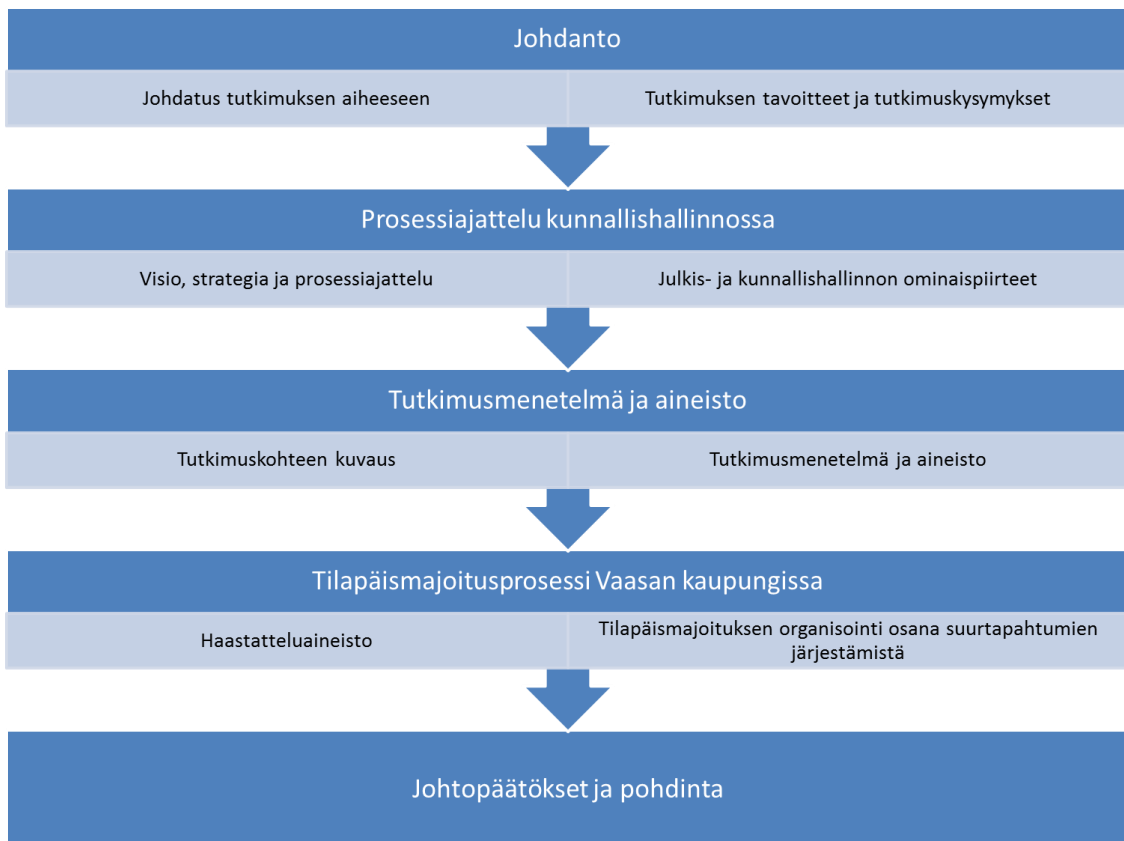 Johdanto
Johdatus tutkimuksen aiheeseen
Tutkimuksen tavoitteet ja tutkimuskysymykset
Prosessiajattelu kunnallishallinnossa
Visio, strategia ja prosessiajattelu
Julkis- ja kunnallishallinnon ominaispiirteet
Tutkimusmenetelmä ja aineisto
Tutkimuskohteen kuvaus
Tutkimusmenetelmä ja aineisto
Tilapäismajoitusprosessi Vaasan kaupungissa
Haastatteluaineisto
Tilapäismajoituksen organisointi osana suurtapahtumien
järjestämistä
Johtopäätökset ja pohdinta